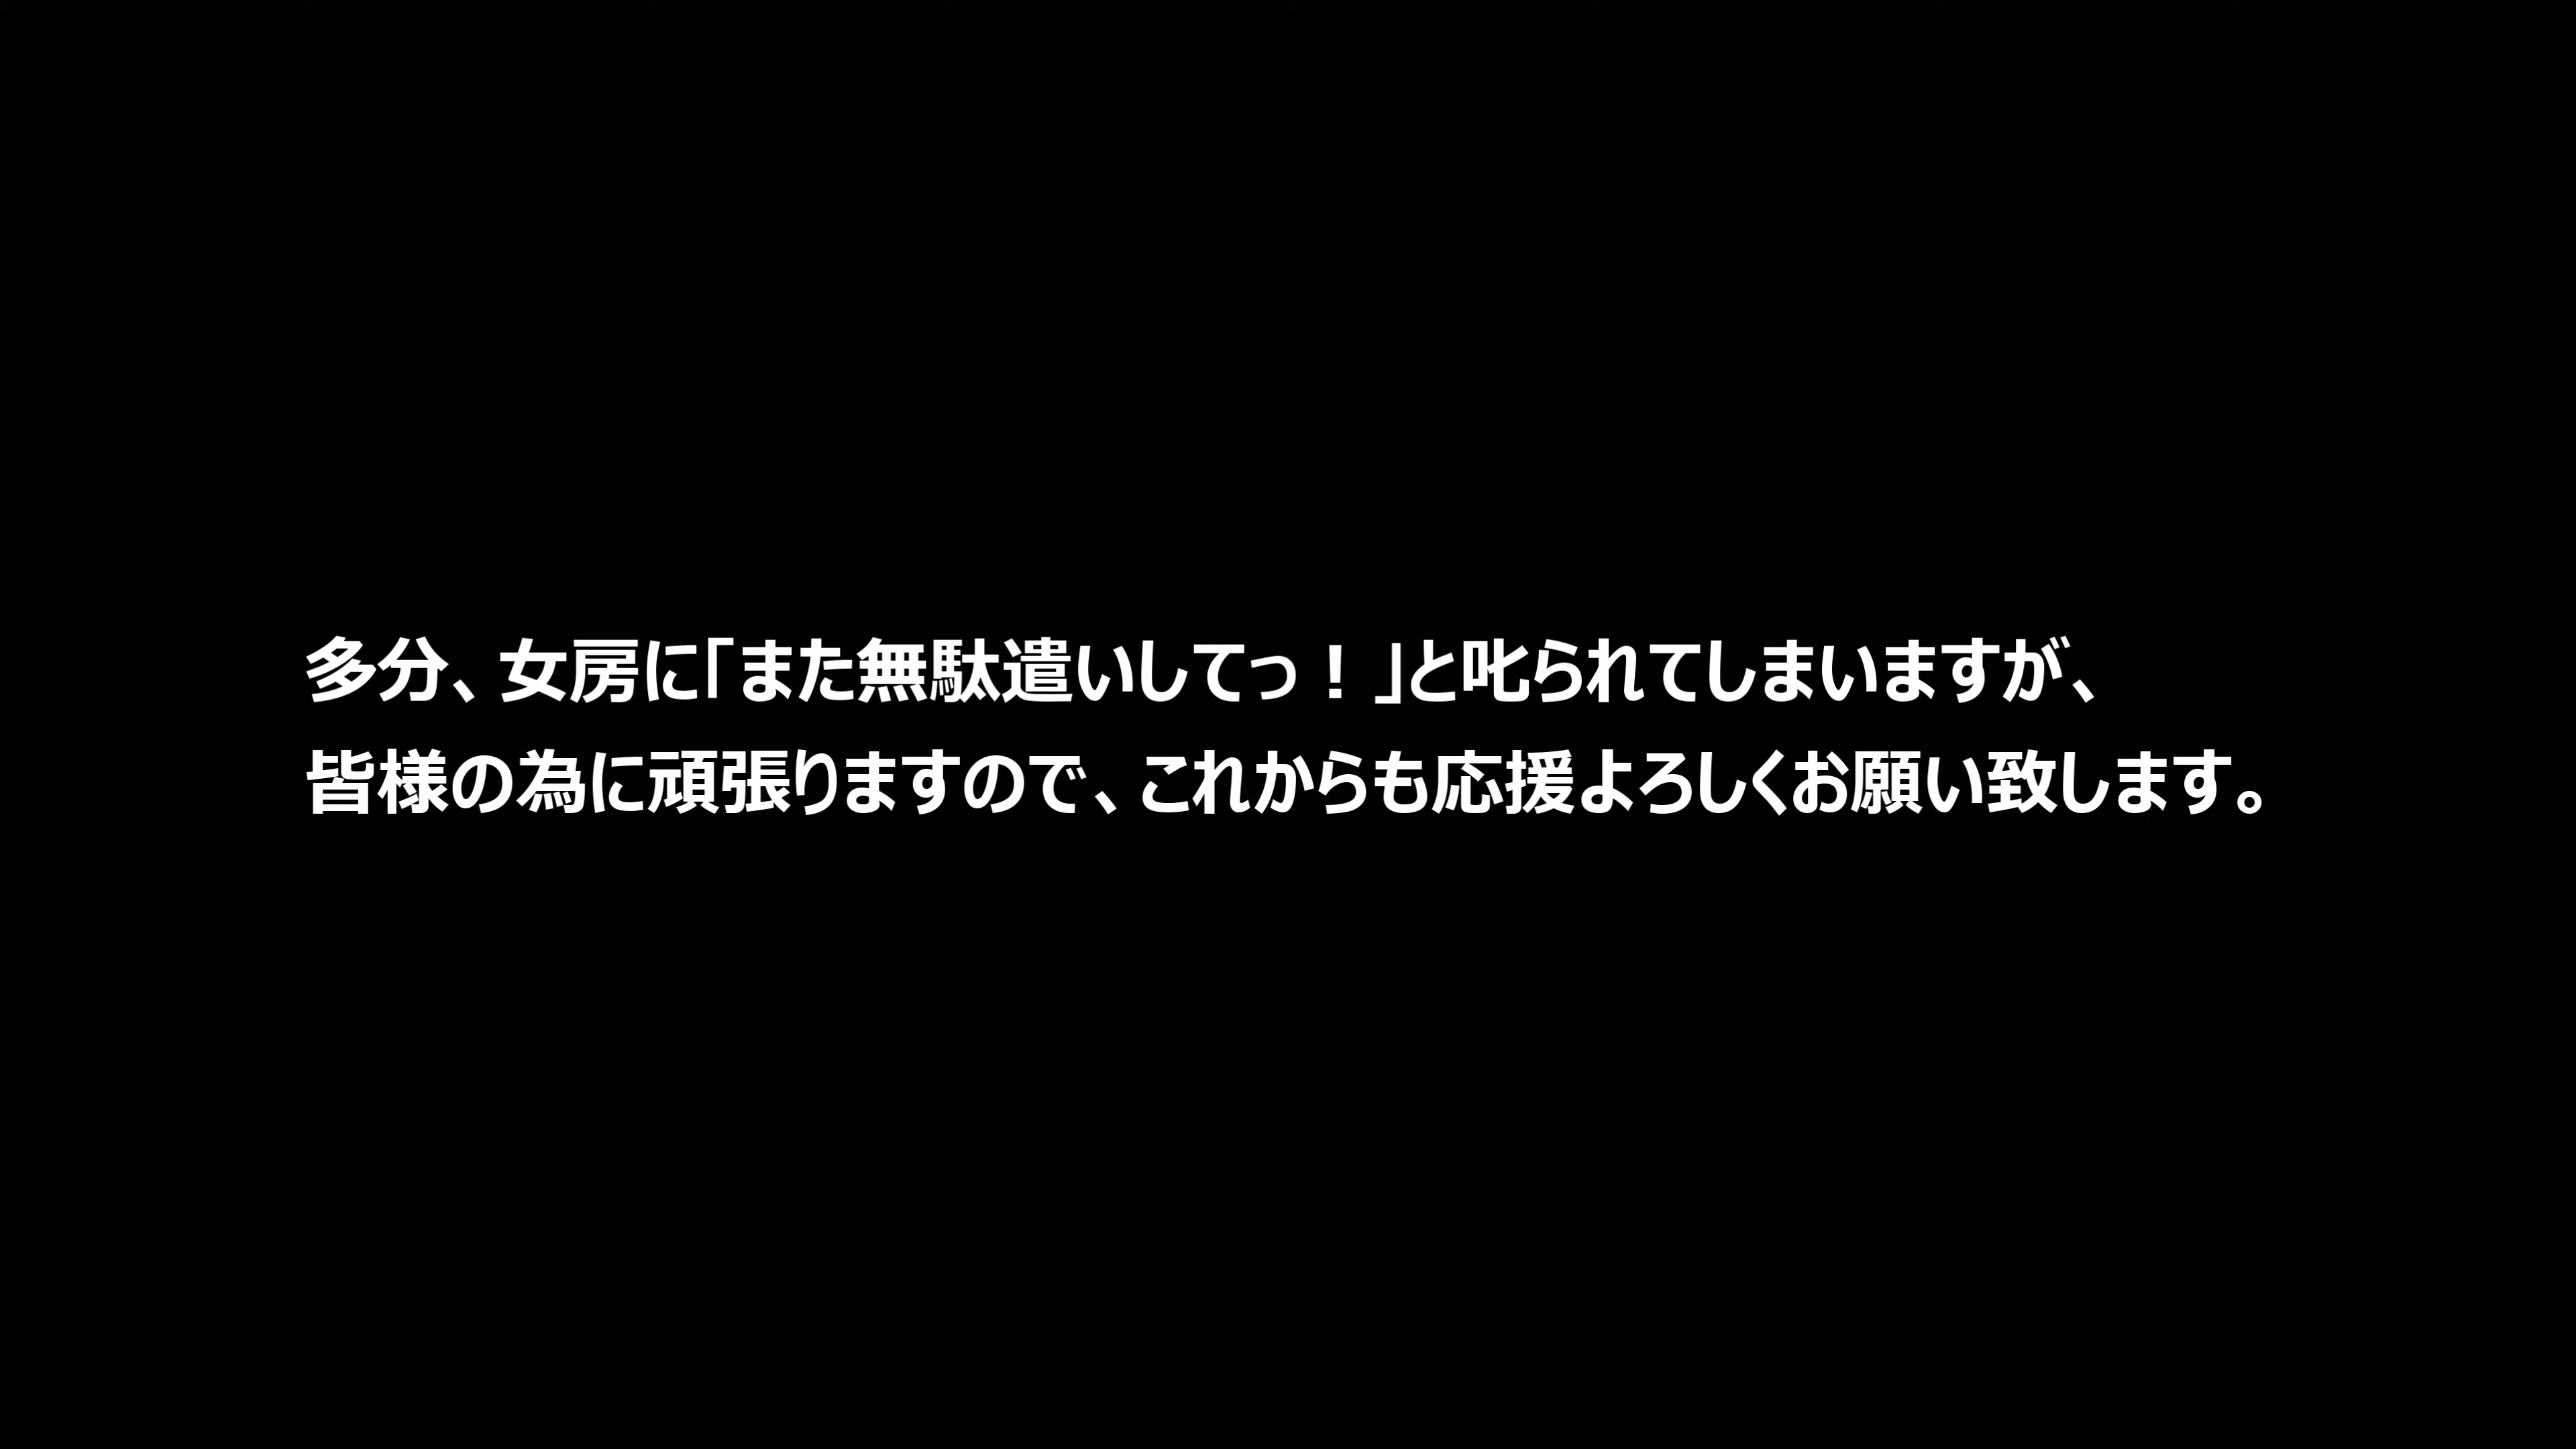 多分、女房に「また無駄遣いしてっ！」と叱られてしまいますが、
皆様の為に頑張りますので、これからも応援よろしくお願い致します。